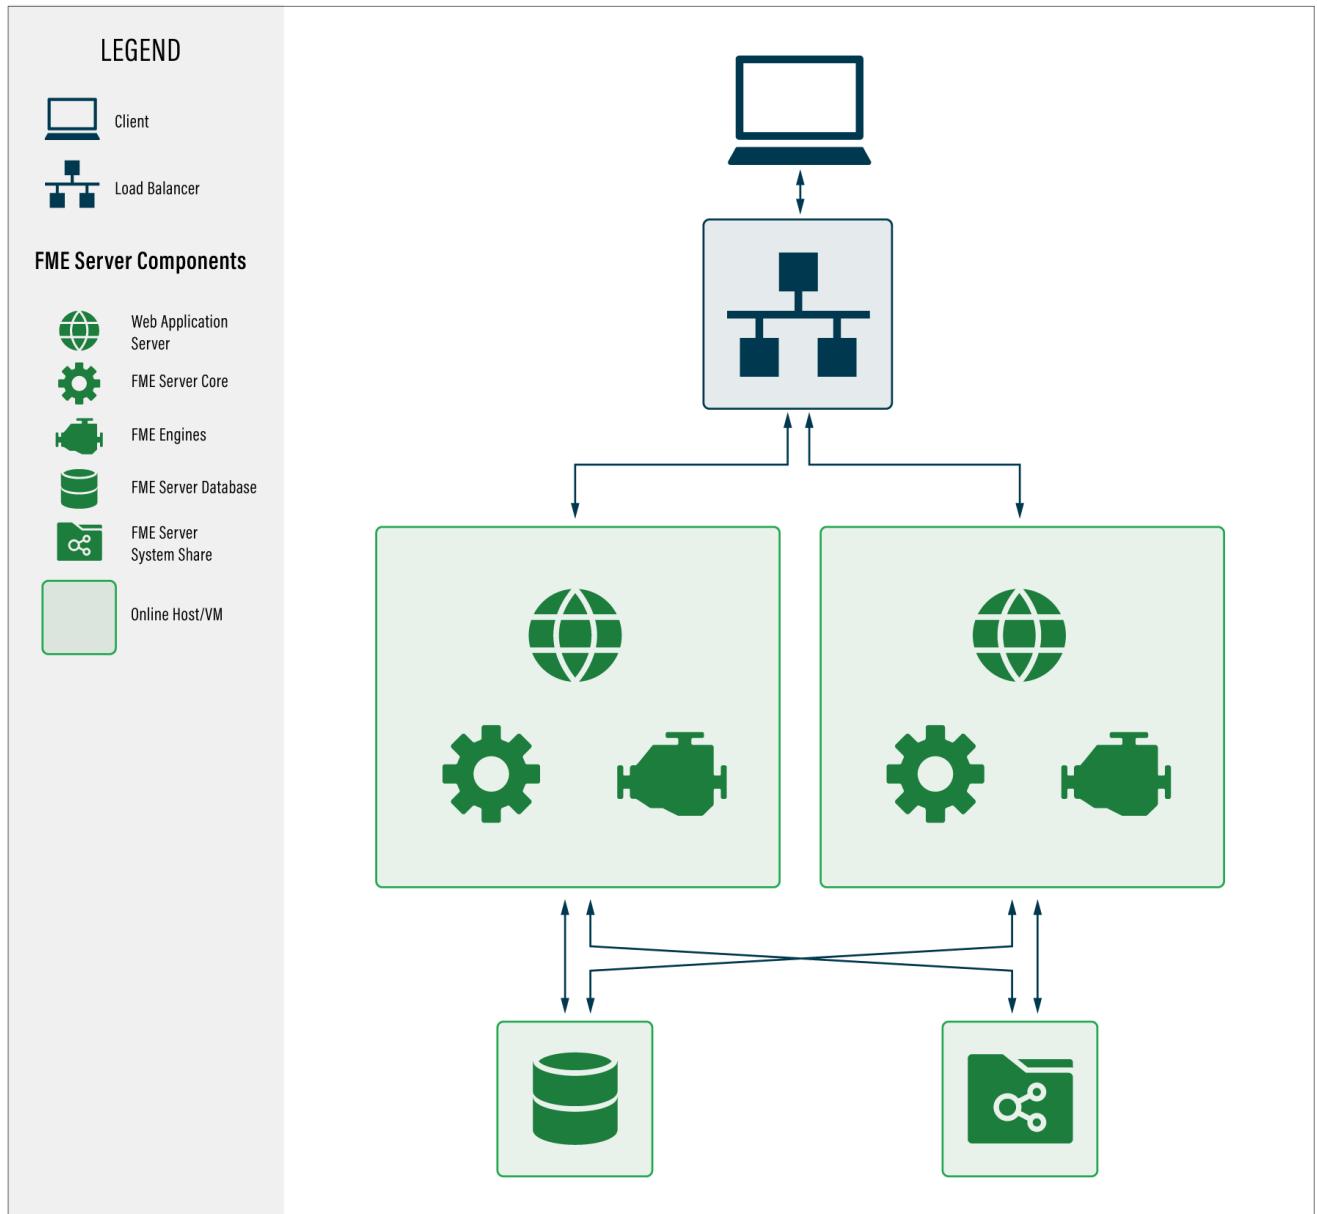 LEGEND
Client
Load Balancer
FME Server Components
Web Application
Server
FME Server Core
FME Engines
FME Server Database
FME Server
System Share
Online Host/VM